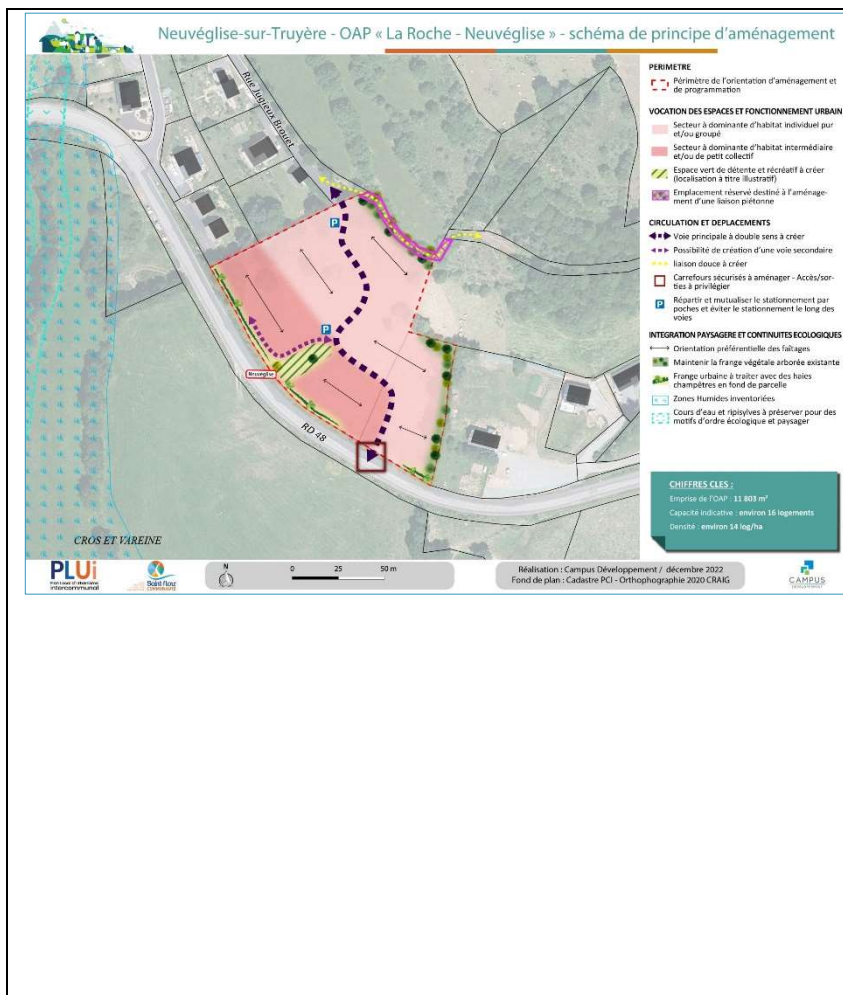 Neuvéglise-sur-Truyère - OAP « La Roche - Neuvéglise » - schéma de principe d'aménagement
PERIMETRE
Périmètre de l'orientation d'aménagement et
de programmation
VOCATION DES ESPACES ET FONCTIONNEMENT URBAIN
Secteur à dominante d'habitat individuel pur
et/ou groupé
Secteur à dominante d'habitat intermédiaire
et/ou de petit collectif
Espace vert de détente et récréatif à créer
(localisation à titre illustratif)
Emplacement réservé destiné à l'aménage-
ment d'une liaison piétonne
CIRCULATION ET DEPLACEMENTS
Voie principale à double sens à créer
Possibilité de création d'une voie secondaire
liaison douce à créer
Carrefours sécurisés à aménager - Accès/sor-
ties à privilégier
P
Répartir et mutualiser le stationnement par
poches et éviter le stationnement le long des
voies
INTEGRATION PAYSAGERE ET CONTINUITES ECOLOGIQUES
Orientation préférentielle des faîtages
Maintenir la frange végétale arborée existante
Frange urbaine à traiter avec des haies
champêtres en fond de parcelle
Zones Humides inventoriées
Cours d'eau et ripisylves à préserver pour des
motifs d'ordre écologique et paysager
CHIFFRES CLES :
Emprise de l'OAP : 11 803 m²
Capacité indicative : environ 16 logements
Densité : environ 14 log/ha
Rue Jugieux Brouet
P
P
Neuvéglise
RD 48
CROS ET VAREINE
PLUi
Plan Local d'Urbanisme
intercommunal
Saint-flour
COMMUNAUTÉ
N
0 25 50 m
Réalisation : Campus Développement / décembre 2022
Fond de plan : Cadastre PCI - Orthophographie 2020 CRAIG
CAMPUS
DÉVELOPPEMENT